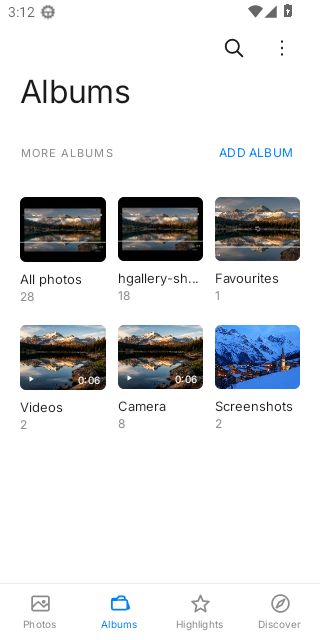 3:12
Albums
MORE ALBUMS
ADD ALBUM
All photos
28
hgallery-sh...
18
Favourites
1
0:06
Videos
2
0:06
Camera
8
Screenshots
2
Photos
Albums
Highlights
Discover